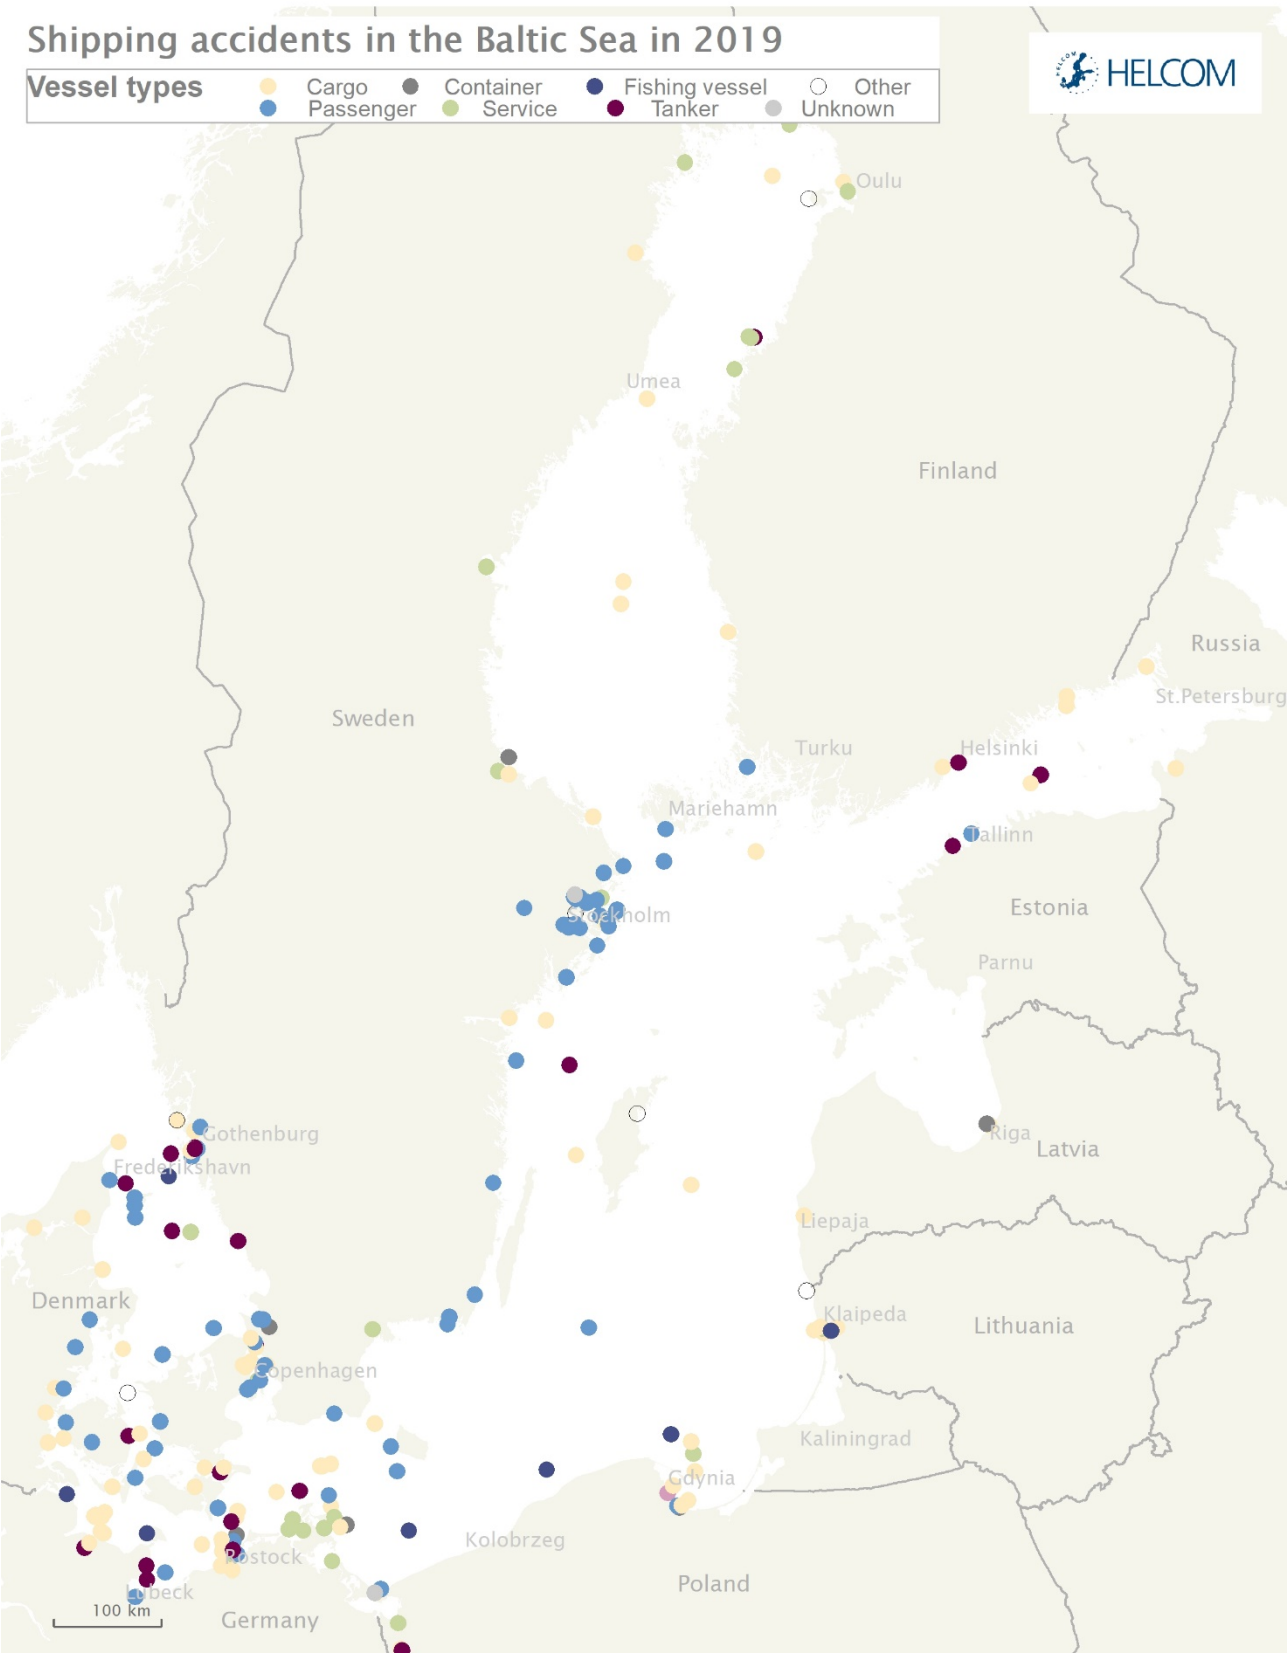 Shipping accidents in the Baltic Sea in 2019
HELCOM
Vessel types
Cargo Container Fishing vessel Other
Passenger Service Tanker Unknown
Oulu
Umea
Finland
Russia
St.Petersburg
Sweden
Turku
Helsinki
Mariehamn
Tallinn
Estonia
Stockholm
Parnu
Gothenburg
Riga
Latvia
Frederikshavn
Liepaja
Denmark
Klaipeda
Lithuania
Copenhagen
Kaliningrad
Gdynia
Kolobrzeg
Rostock
Poland
Lubeck
100 km
Germany